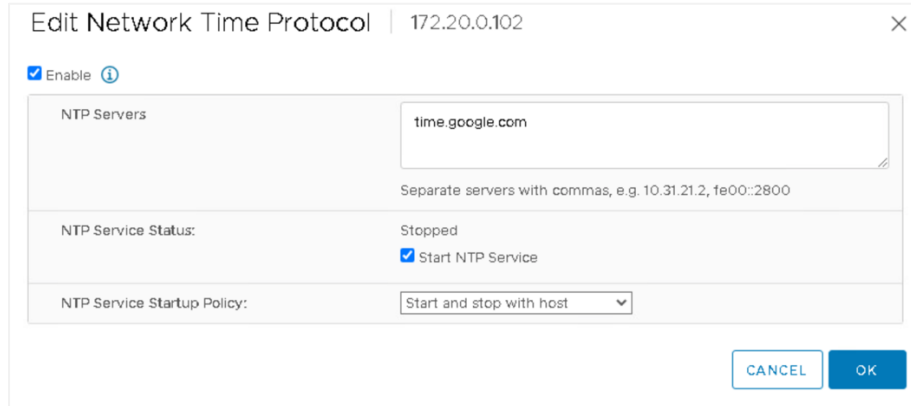 Edit Network Time Protocol | 172.20.0.102
Enable
NTP Servers
time.google.com
Separate servers with commas, e.g. 10.31.21.2, fe00::2800
NTP Service Status:
Stopped
Start NTP Service
NTP Service Startup Policy:
Start and stop with host
CANCEL
OK